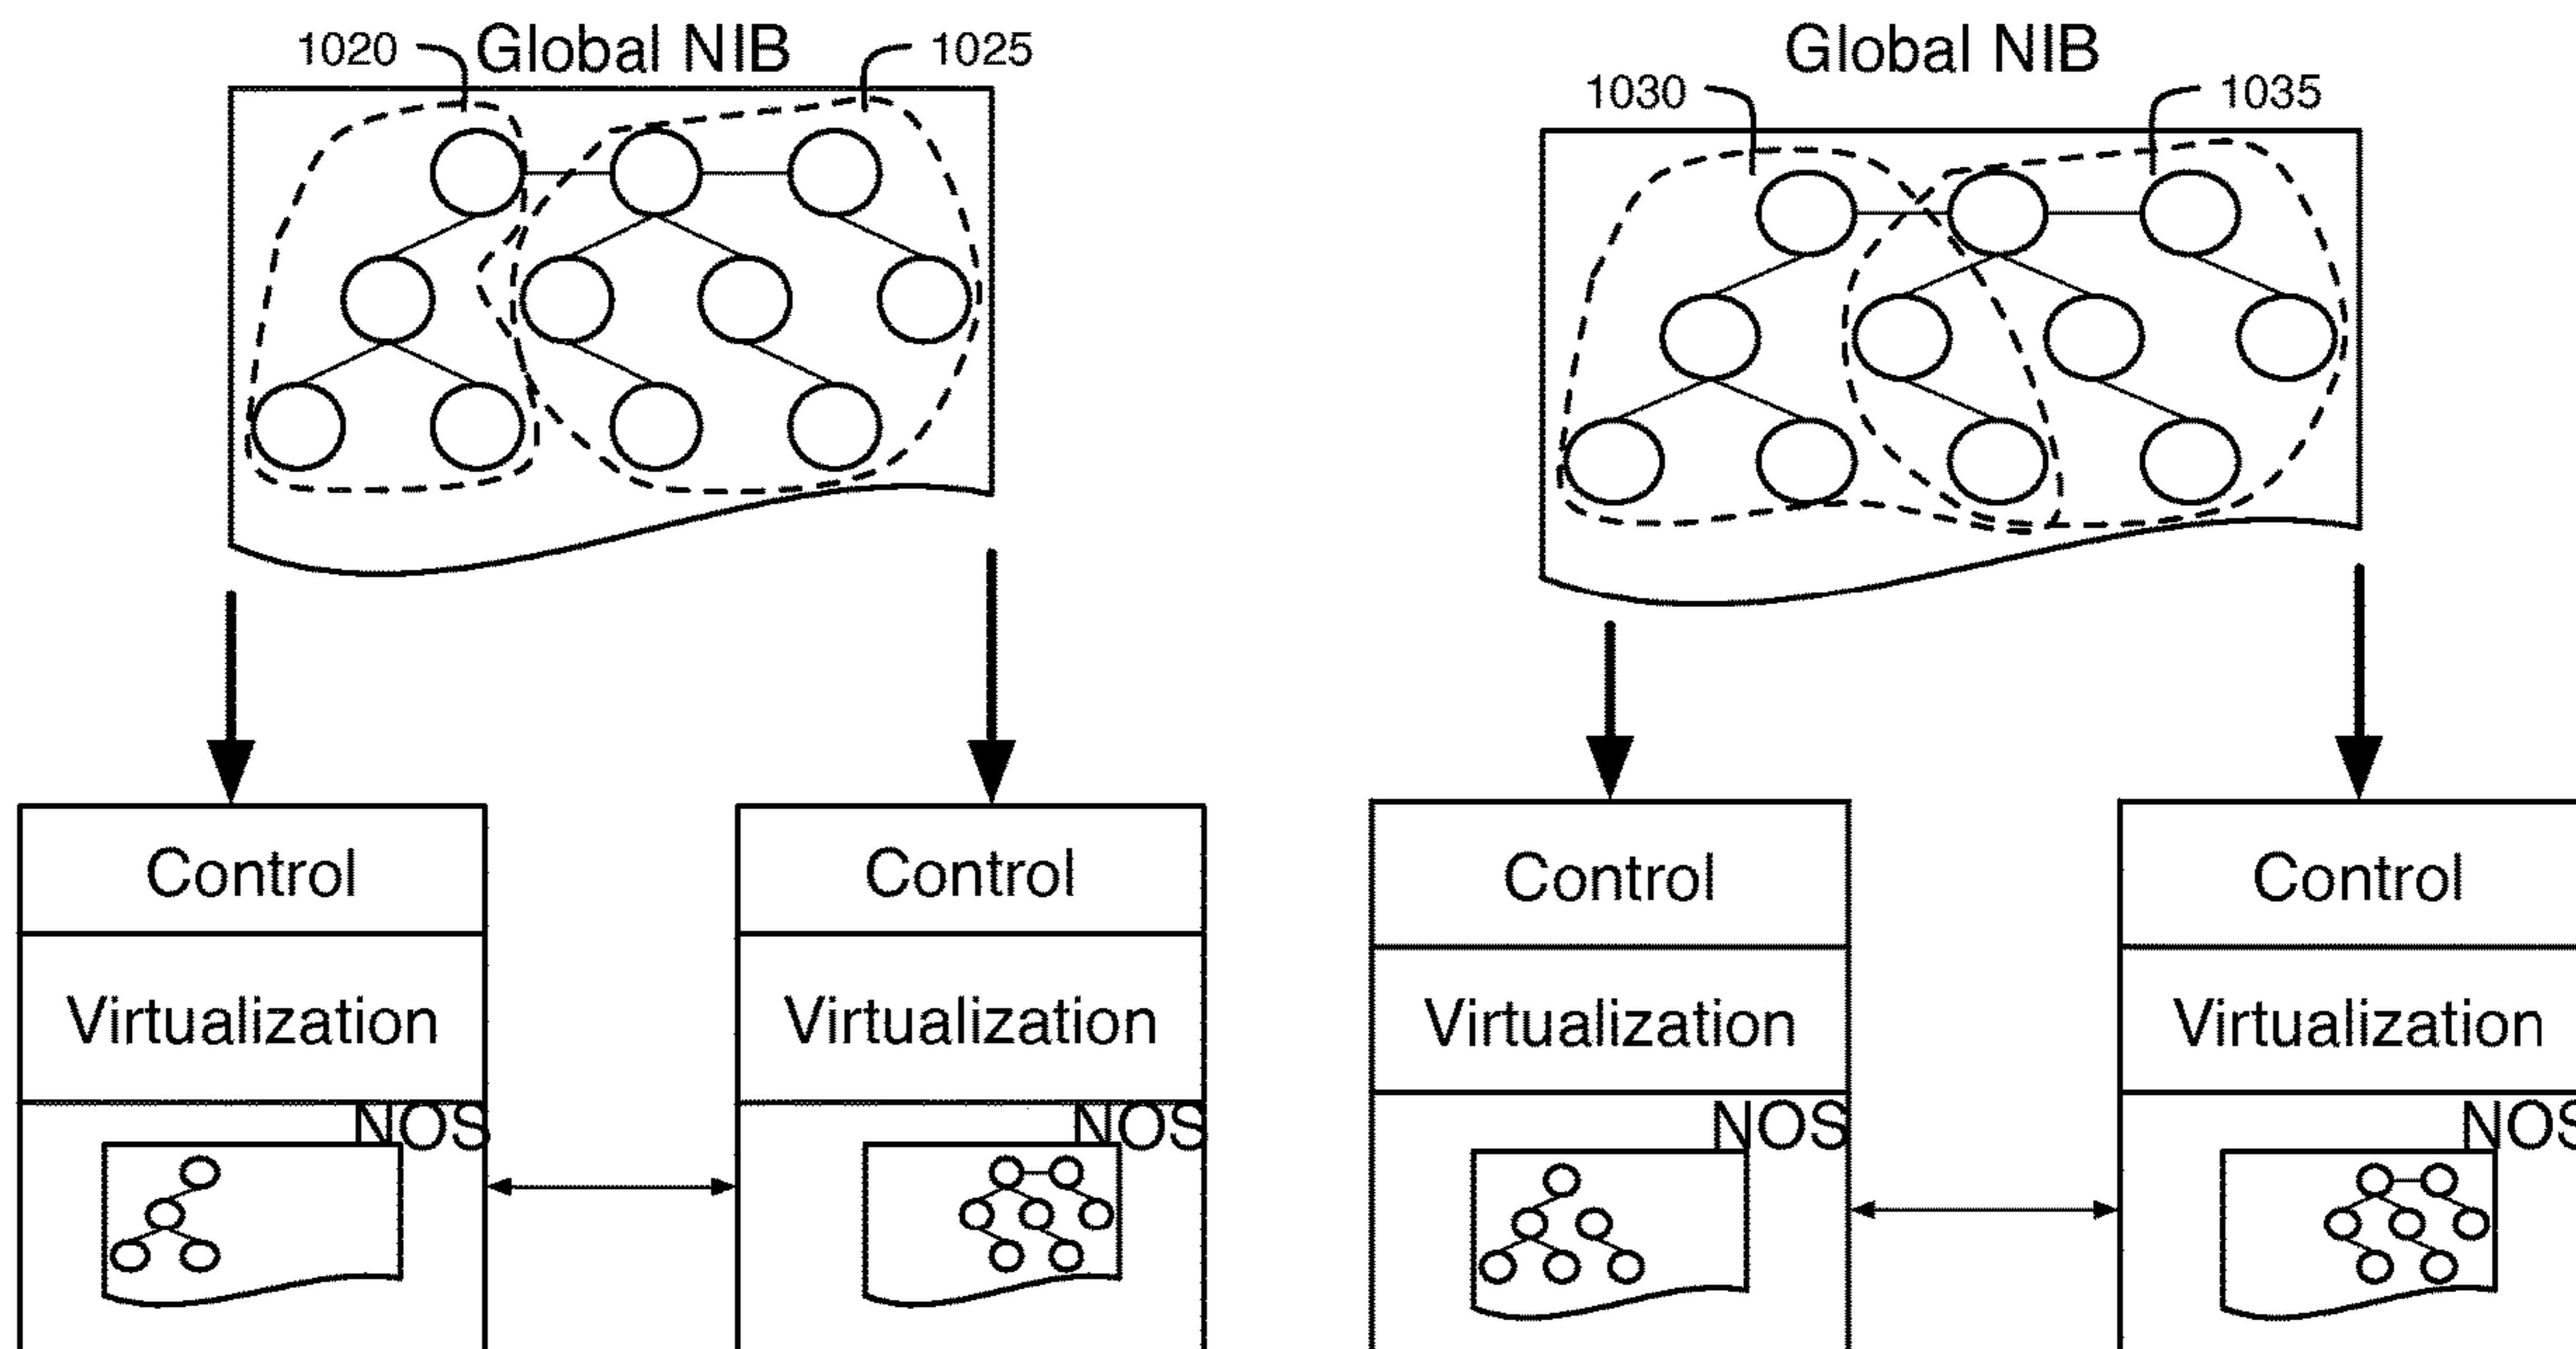 1020 Global NIB 1025
Global NIB
1030 1035
Control Control Control Control
Virtualization Virtualization Virtualization Virtualization
NOS NOS NOS NOS